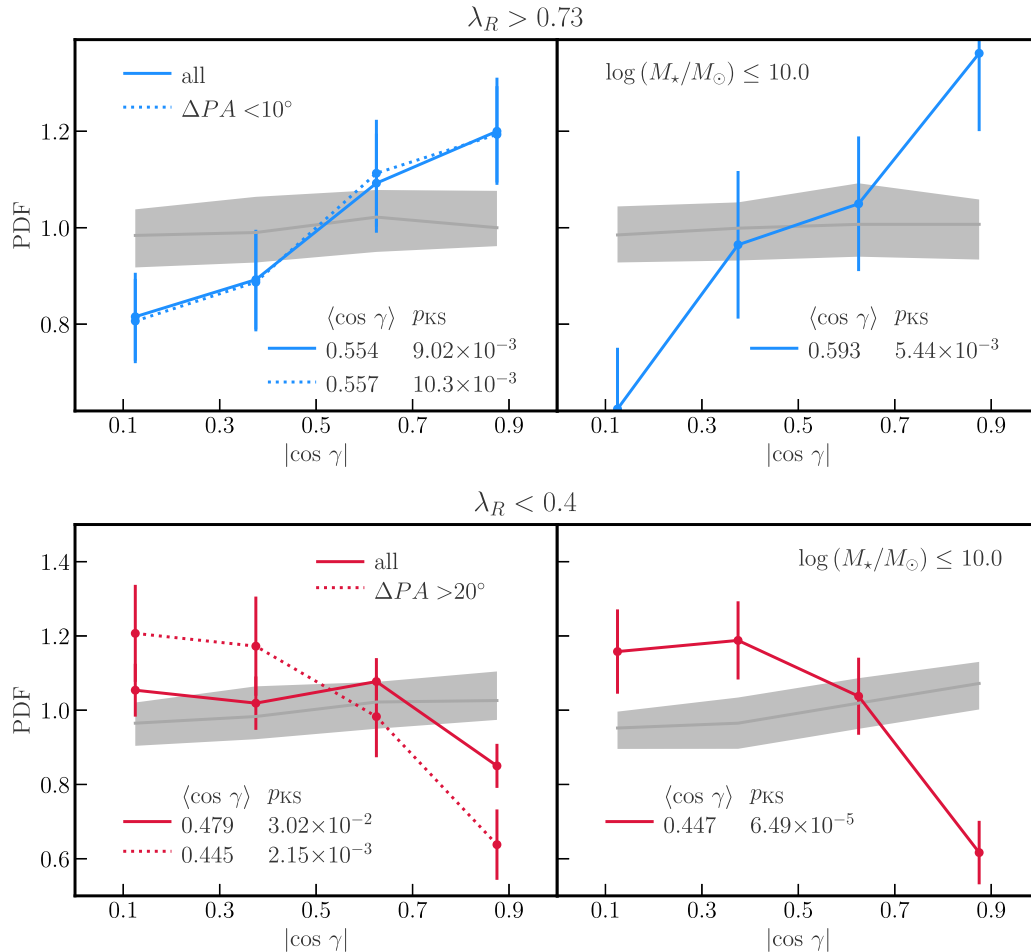 λ_R > 0.73
all
ΔPA <10°
log (M⋆/M⊙) ≤ 10.0
PDF
1.2
1.0
0.8
⟨cos γ⟩ p_KS
0.554 9.02×10⁻³
0.557 10.3×10⁻³
⟨cos γ⟩ p_KS
0.593 5.44×10⁻³
0.1 0.3 0.5 0.7 0.9
0.1 0.3 0.5 0.7 0.9
|cos γ|
|cos γ|
λ_R < 0.4
all
ΔPA >20°
log (M⋆/M⊙) ≤ 10.0
PDF
1.4
1.2
1.0
0.8
0.6
⟨cos γ⟩ p_KS
0.479 3.02×10⁻²
0.445 2.15×10⁻³
⟨cos γ⟩ p_KS
0.447 6.49×10⁻⁵
0.1 0.3 0.5 0.7 0.9
0.1 0.3 0.5 0.7 0.9
|cos γ|
|cos γ|